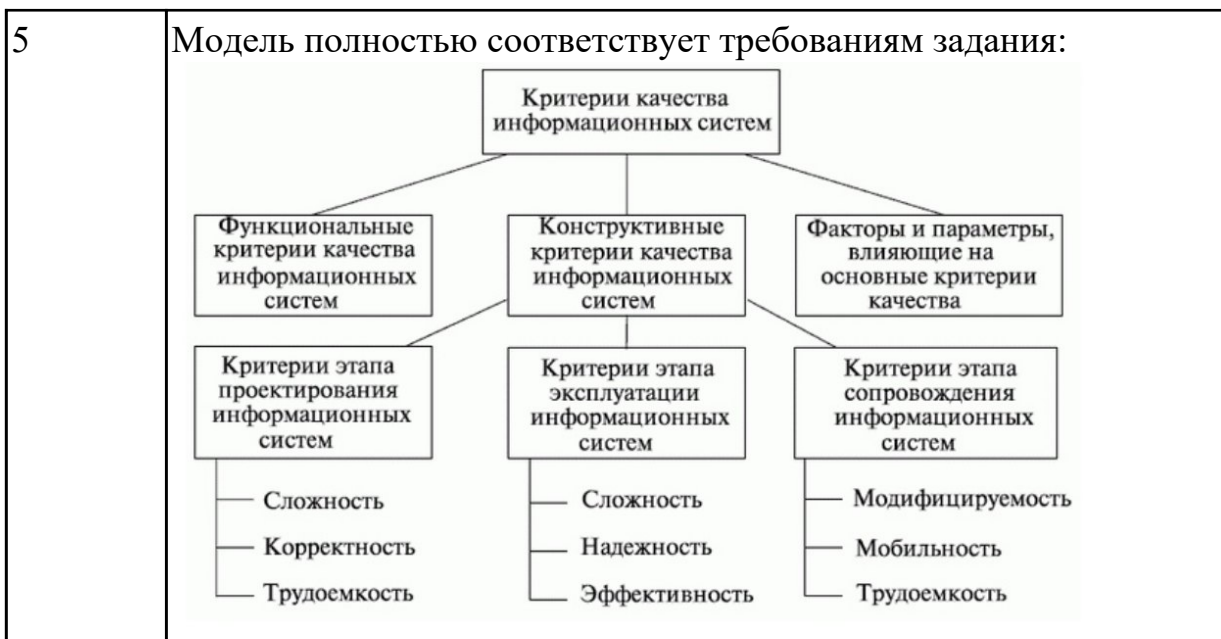 5
Модель полностью соответствует требованиям задания:
Критерии качества
информационных систем
Функциональные
критерии качества
информационных
систем
Конструктивные
критерии качества
информационных
систем
Факторы и параметры,
влияющие на
основные критерии
качества
Критерии этапа
проектирования
информационных
систем
Критерии этапа
эксплуатации
информационных
систем
Критерии этапа
сопровождения
информационных
систем
Сложность
Корректность
Трудоемкость
Сложность
Надежность
Эффективность
Модифицируемость
Мобильность
Трудоемкость